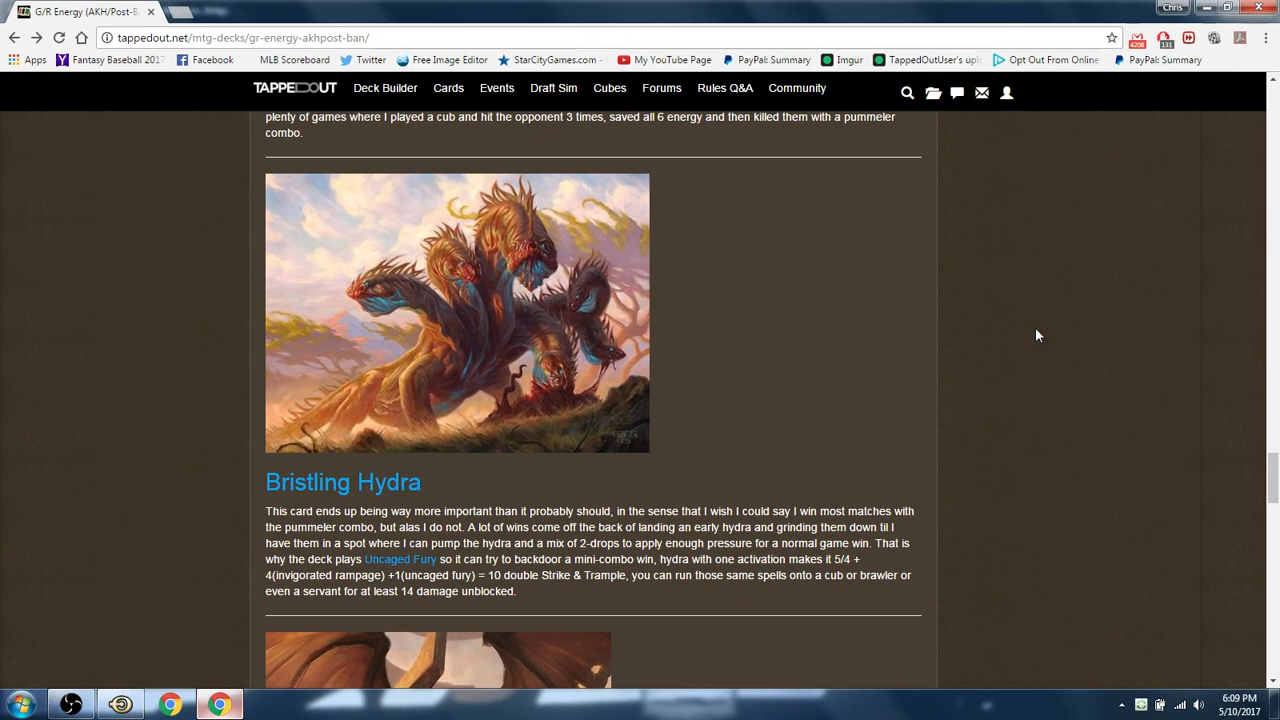 G/R Energy (AKH/Post-B
Chris
tappedout.net/mtg-decks/gr-energy-akhpost-ban/
4208
131
Apps
Fantasy Baseball 2017
Facebook
MLB Scoreboard
Twitter
Free Image Editor
StarCityGames.com -
My YouTube Page
PayPal: Summary
Imgur
TappedOutUser's upl
Opt Out From Online
PayPal: Summary
TAPPEDOUT
Deck Builder
Cards
Events
Draft Sim
Cubes
Forums
Rules Q&A
Community
plenty of games where I played a cub and hit the opponent 3 times, saved all 6 energy and then killed them with a pummeler
combo.
Bristling Hydra
This card ends up being way more important than it probably should, in the sense that I wish I could say I win most matches with
the pummeler combo, but alas I do not. A lot of wins come off the back of landing an early hydra and grinding them down til I
have them in a spot where I can pump the hydra and a mix of 2-drops to apply enough pressure for a normal game win. That is
why the deck plays Uncaged Fury so it can try to backdoor a mini-combo win, hydra with one activation makes it 5/4 +
4(invigorated rampage) +1(uncaged fury) = 10 double Strike & Trample, you can run those same spells onto a cub or brawler or
even a servant for at least 14 damage unblocked.
6:09 PM
5/10/2017